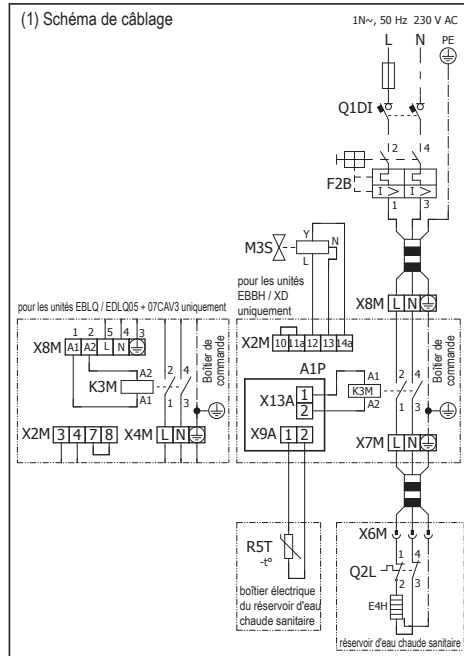 (1) Schéma de câblage
1N~, 50 Hz 230 V AC
L N PE
Q1DI
2 4
F2B
I > I >
1 3
Y
M3S N
L
pour les unités
EBBH / XD
uniquement
X8M L N
pour les unités EBLQ / EDLQ05 + 07CAV3 uniquement
1 2 5 4 3
X8M A1 A2 L N
X2M 10 11a 12 13 14a
Boîtier de
commande
A2 2 4
K3M
A1 1 3
X2M 3 4 7 8
X4M L N
A1P
X13A 1
2
X9A 1 2
A1 2 4
K3M
A2 1 3
Boîtier de
commande
X7M L N
X6M
R5T
-t°
boîtier électrique
du réservoir d'eau
chaude sanitaire
1 4
Q2L
2 3
E4H
réservoir d'eau chaude sanitaire